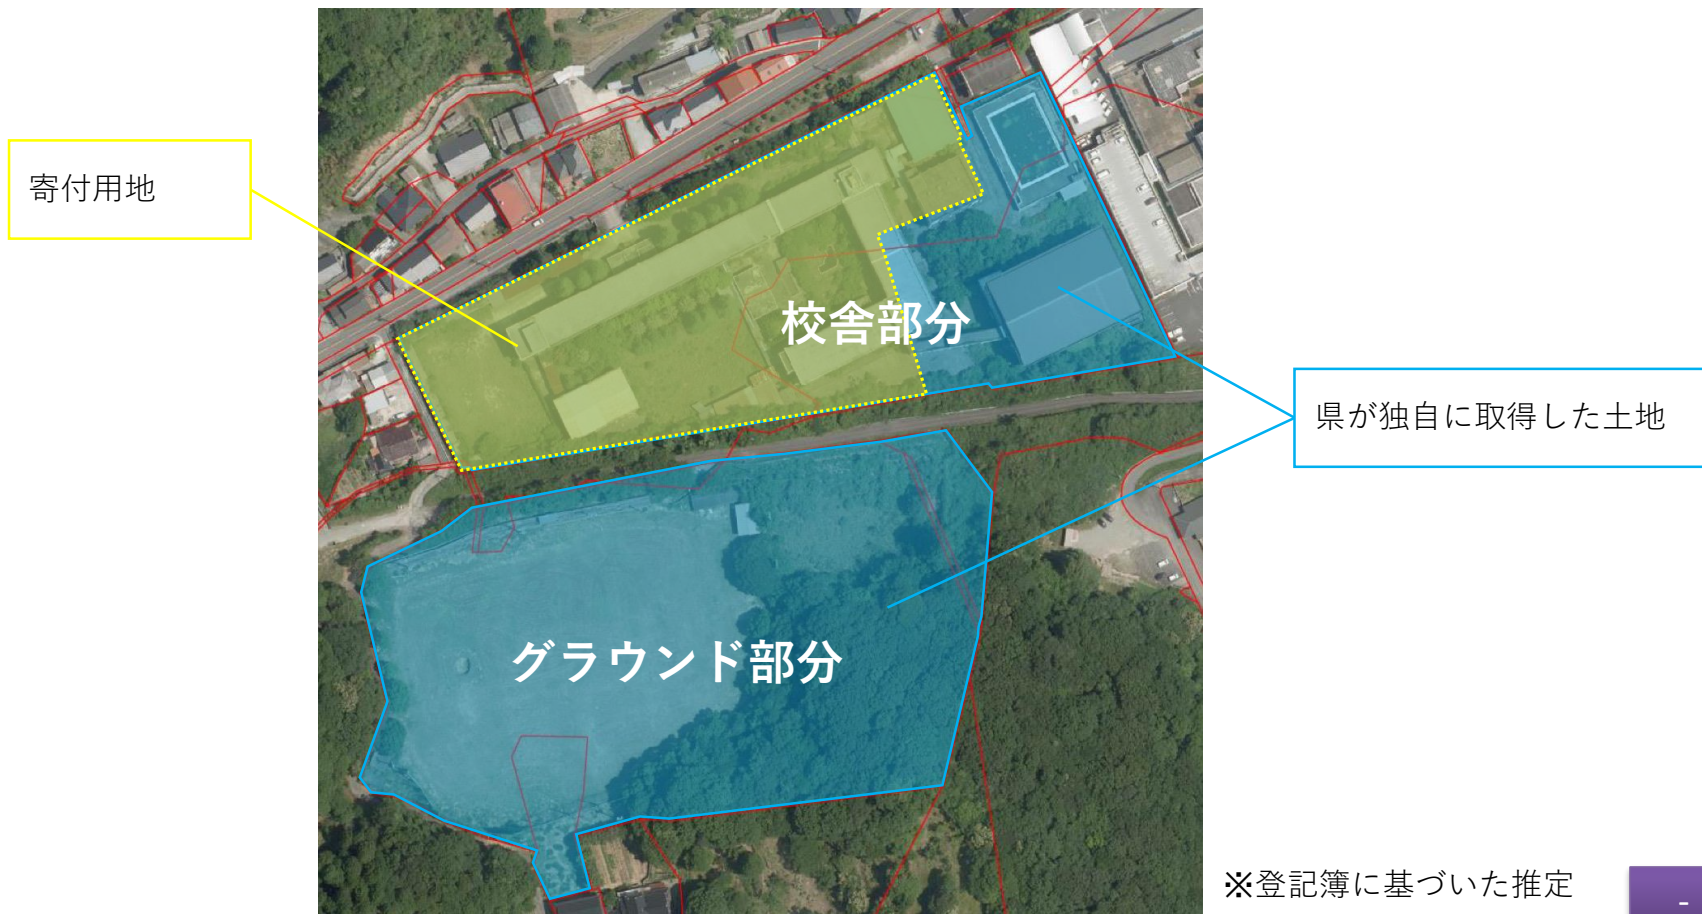 寄付用地
校舎部分
県が独自に取得した土地
グラウンド部分
※登記簿に基づいた推定
-